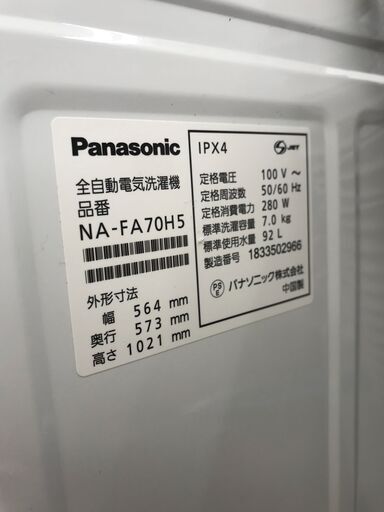 Panasonic
全自動電気洗濯機
品番
NA-FA70H5
外形寸法
幅 564 mm
奥行 573 mm
高さ 1021 mm
IPX4
S JET
定格電圧 100 V ～
定格周波数 50/60 Hz
定格消費電力 280 W
標準洗濯容量 7.0 kg
標準使用水量 92 L
製造番号 1833502966
PS E パナソニック株式会社
中国製